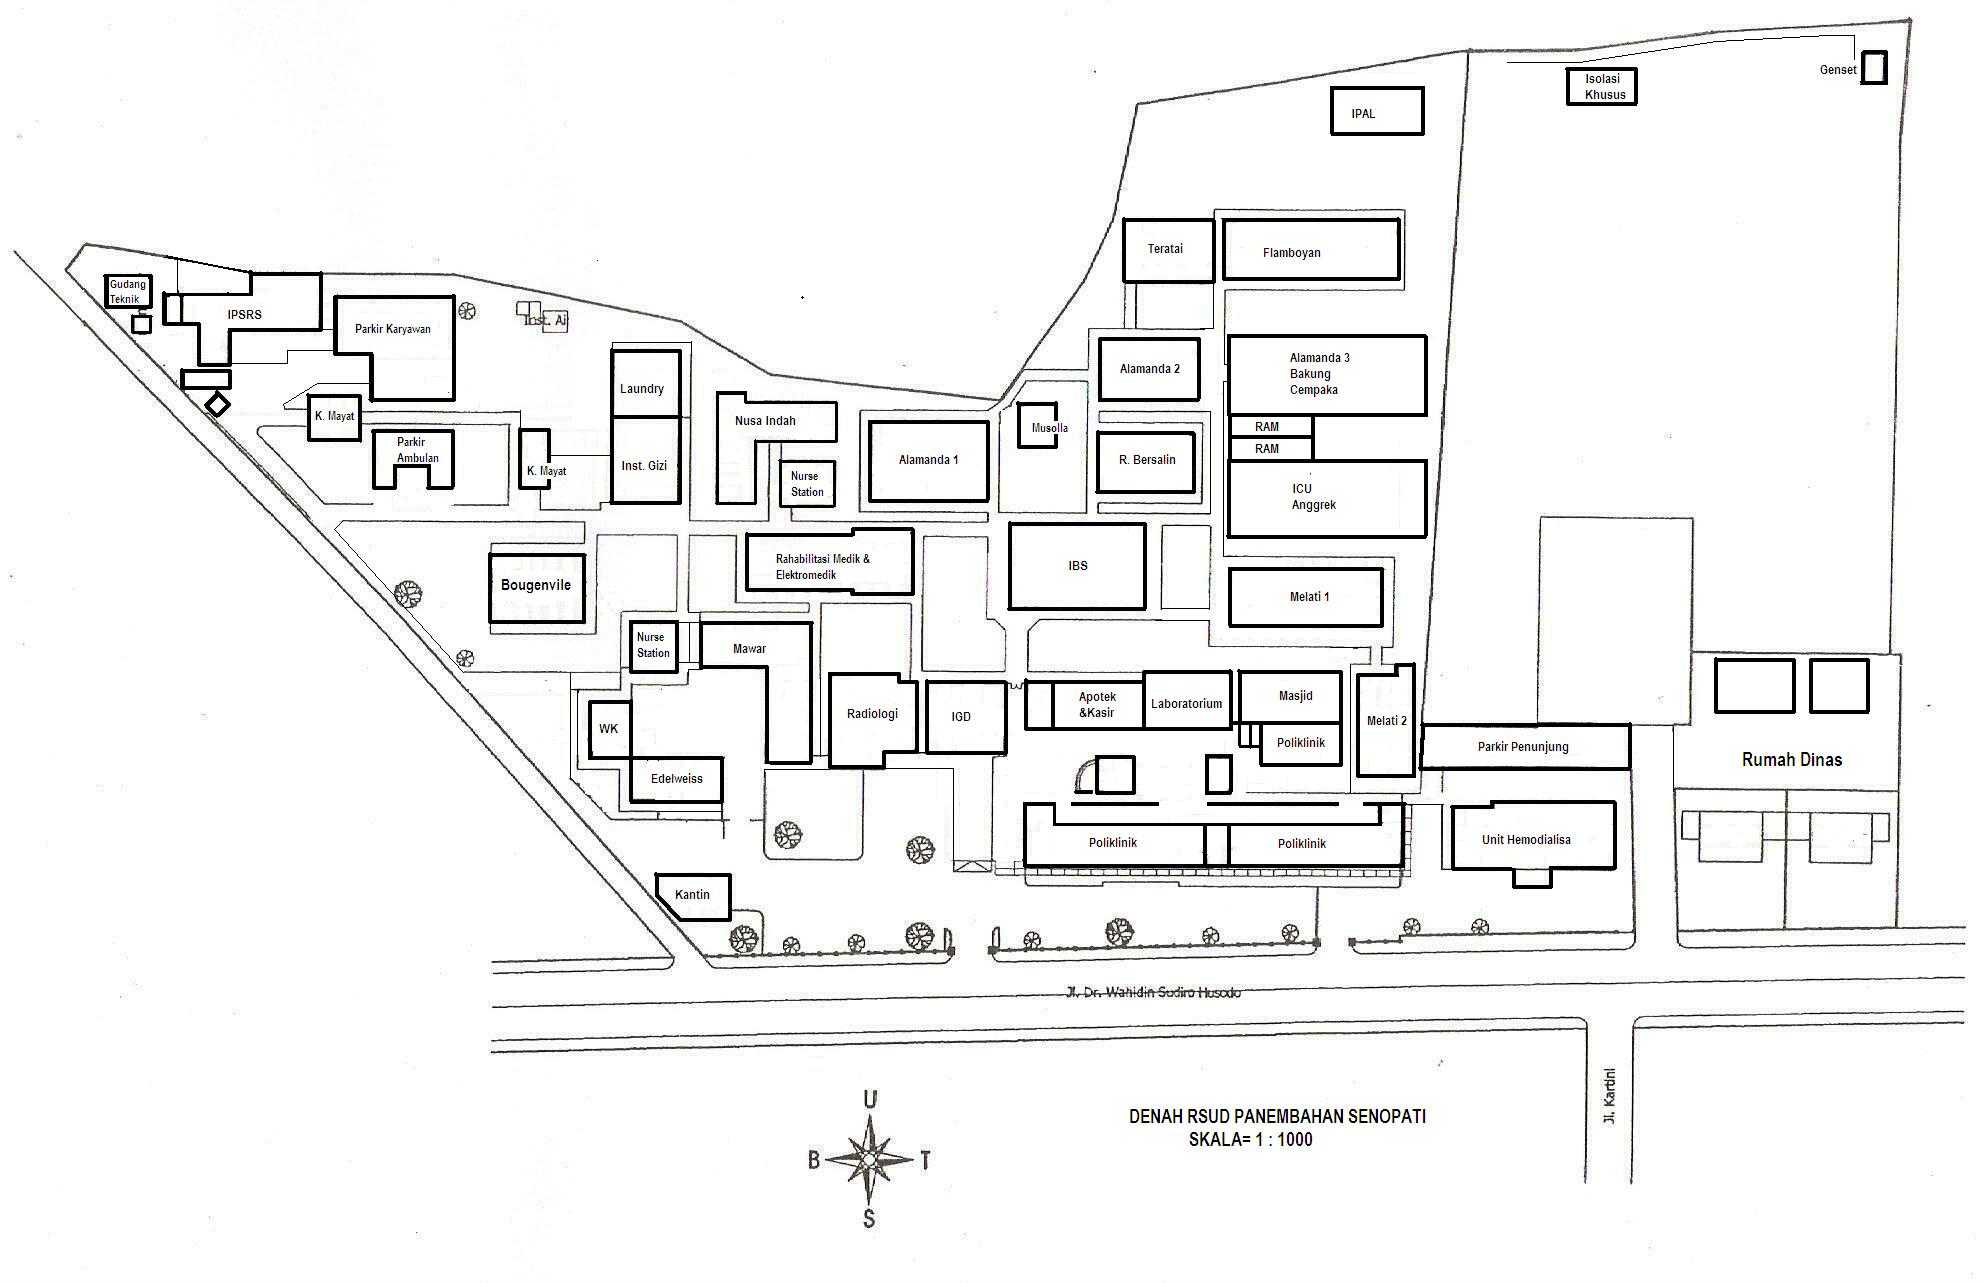 Genset
Isolasi
Khusus
IPAL
Teratai
Flamboyan
Gudang
Teknik
IPSRS
Parkir Karyawan
Inst. Air
Laundry
Alamanda 2
Alamanda 3
Bakung
Cempaka
K. Mayat
Parkir
Ambulan
K. Mayat
Inst. Gizi
Nusa Indah
Nurse
Station
Alamanda 1
Musolla
R. Bersalin
RAM
RAM
ICU
Anggrek
Bougenvile
Rahabilitasi Medik &
Elektromedik
IBS
Melati 1
Nurse
Station
Mawar
WK
Edelweiss
Radiologi
IGD
Apotek
&Kasir
Laboratorium
Masjid
Poliklinik
Melati 2
Parkir Penunjung
Rumah Dinas
Poliklinik
Poliklinik
Unit Hemodialisa
Kantin
Jl. Dr. Wahidin Sudiro Husodo
Jl. Kartini
U
B
T
S
DENAH RSUD PANEMBAHAN SENOPATI
SKALA= 1 : 1000